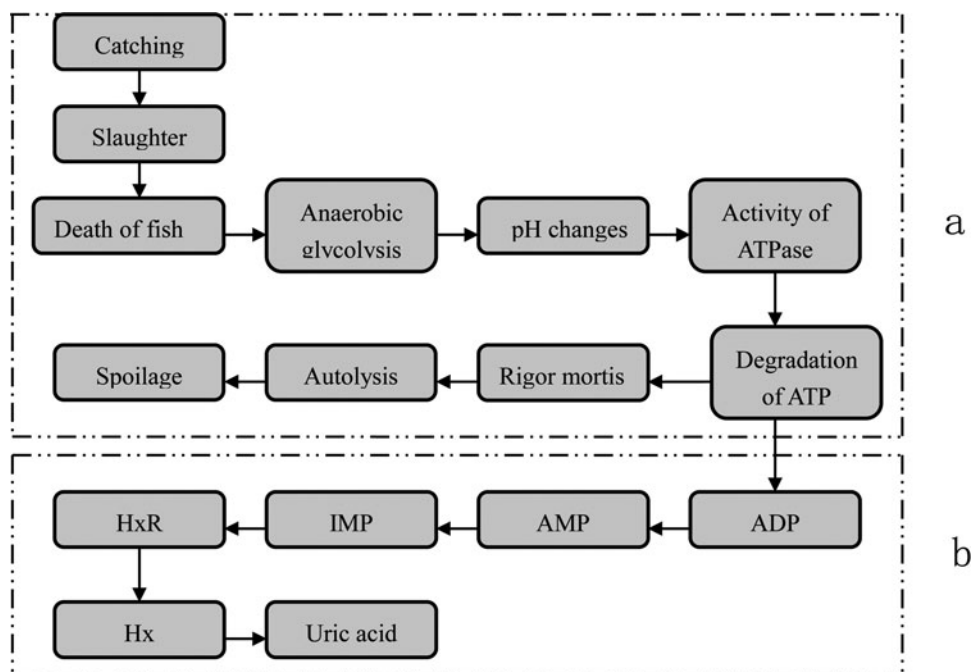 Catching
Slaughter
Death of fish
Anaerobic
glycolysis
pH changes
Activity of
ATPase
a
Spoilage
Autolysis
Rigor mortis
Degradation
of ATP
HxR
IMP
AMP
ADP
b
Hx
Uric acid